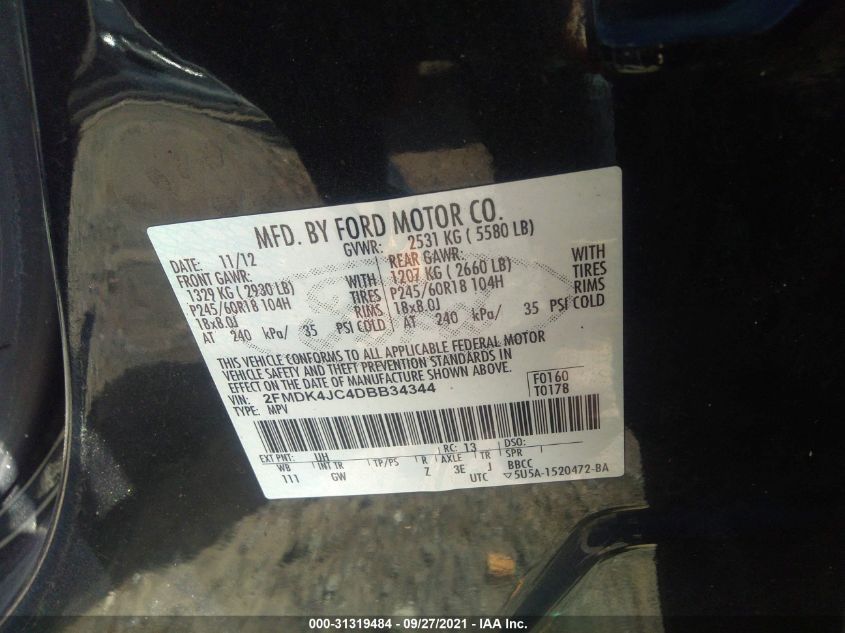 MFD. BY FORD MOTOR CO.
DATE: 11/12 GVWR: 2531 KG ( 5580 LB)
FRONT GAWR: REAR GAWR:
1329 KG ( 2930 LB) WITH 1207 KG ( 2660 LB) WITH
P245/60R18 104H TIRES P245/60R18 104H TIRES
18x8.0J RIMS 18x8.0J RIMS
AT 240 kPa/ 35 PSI COLD AT 240 kPa/ 35 PSI COLD
THIS VEHICLE CONFORMS TO ALL APPLICABLE FEDERAL MOTOR
VEHICLE SAFETY AND THEFT PREVENTION STANDARDS IN
EFFECT ON THE DATE OF MANUFACTURE SHOWN ABOVE.
VIN: 2FMDK4JC4DBB34344 F0160
TYPE: MPV T0178
EXT PNT: UH RC: 13 DSO:
WB INT TR TP/PS R AXLE TR SPR
111 GW Z 3E J BBCC
UTC ▽5U5A-1520472-BA
000-31319484 - 09/27/2021 - IAA Inc.